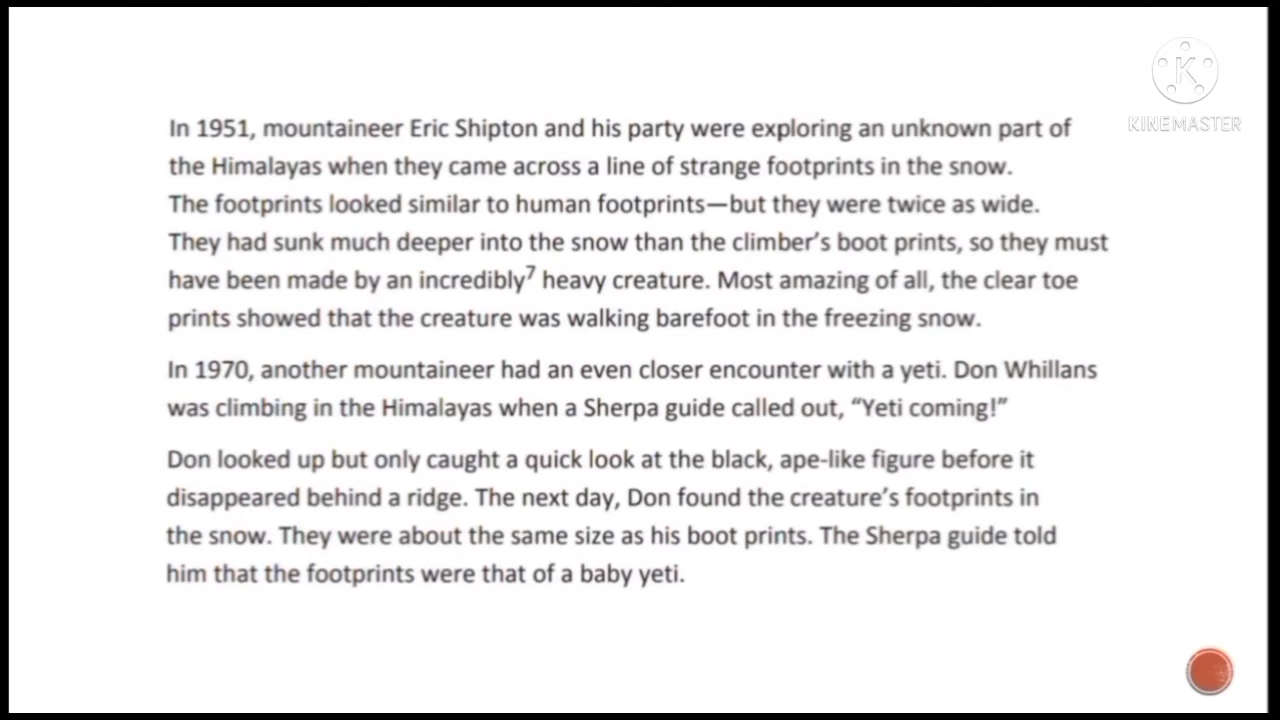 K
KINEMASTER
In 1951, mountaineer Eric Shipton and his party were exploring an unknown part of
the Himalayas when they came across a line of strange footprints in the snow.
The footprints looked similar to human footprints—but they were twice as wide.
They had sunk much deeper into the snow than the climber’s boot prints, so they must
have been made by an incredibly⁷ heavy creature. Most amazing of all, the clear toe
prints showed that the creature was walking barefoot in the freezing snow.
In 1970, another mountaineer had an even closer encounter with a yeti. Don Whillans
was climbing in the Himalayas when a Sherpa guide called out, “Yeti coming!”
Don looked up but only caught a quick look at the black, ape-like figure before it
disappeared behind a ridge. The next day, Don found the creature’s footprints in
the snow. They were about the same size as his boot prints. The Sherpa guide told
him that the footprints were that of a baby yeti.